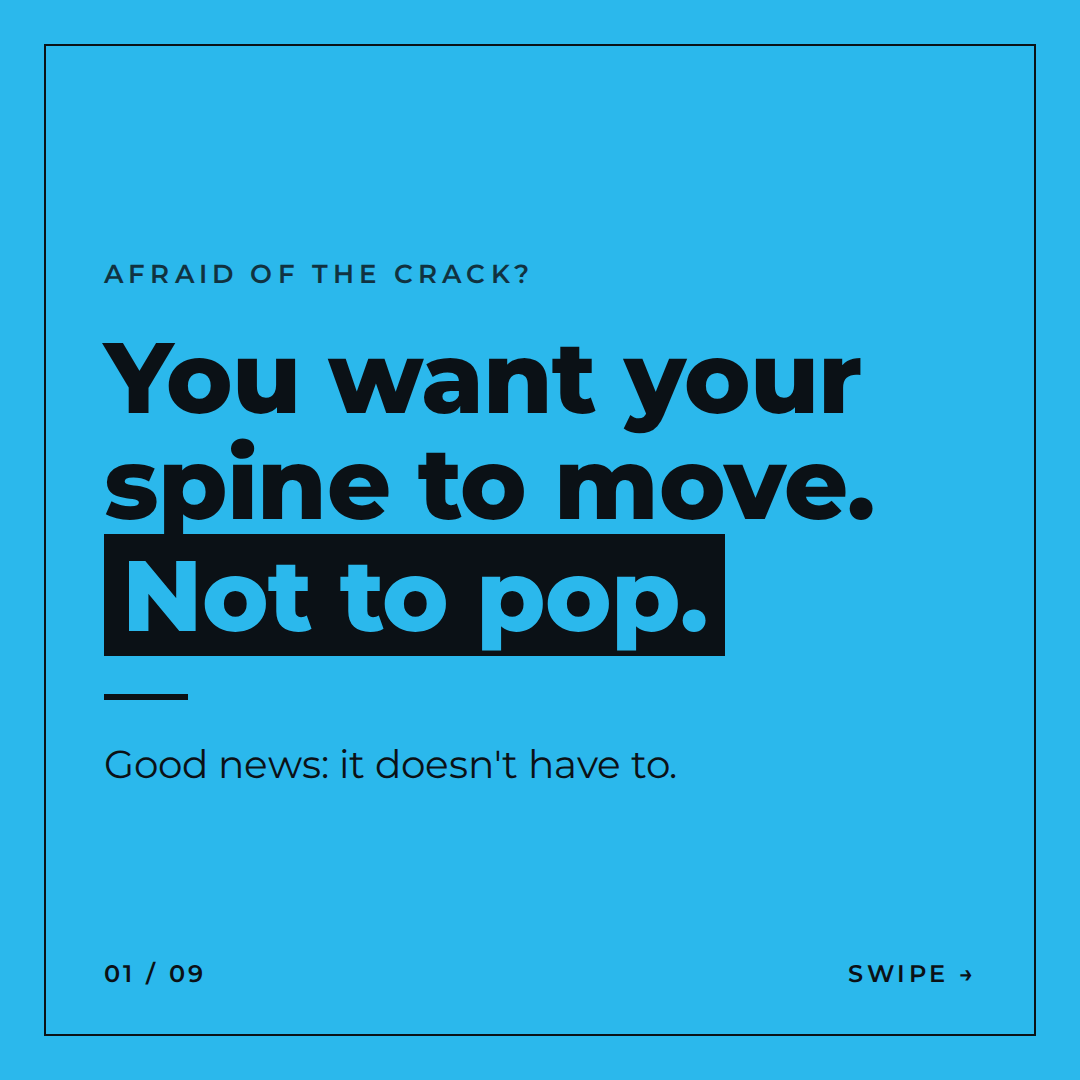 AFRAID OF THE CRACK?
You want your
spine to move.
Not to pop.
Good news: it doesn't have to.
01 / 09
SWIPE →